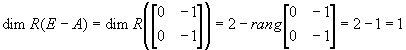 dim R(E − A) = dim R([0 −1; 0 −1]) = 2 − rang[0 −1; 0 −1] = 2 − 1 = 1